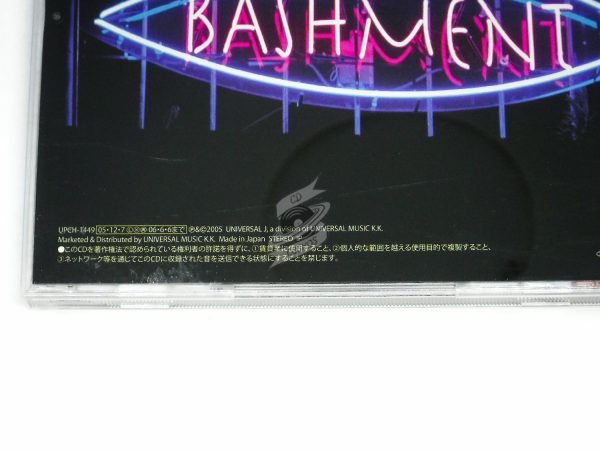 BASHMENT
CD
05・12・7 06・6・6まで ℗&©2005 UNIVERSAL J, a division of UNIVERSAL MUSIC K.K.
Marketed & Distributed by UNIVERSAL MUSIC K.K. Made in Japan STEREO
●このCDを著作権法で認められている権利者の許諾を得ずに、①賃貸業に使用すること、②個人的な範囲を越える使用目的で複製すること、
③ネットワーク等を通じてこのCDに収録された音を送信できる状態にすることを禁じます。